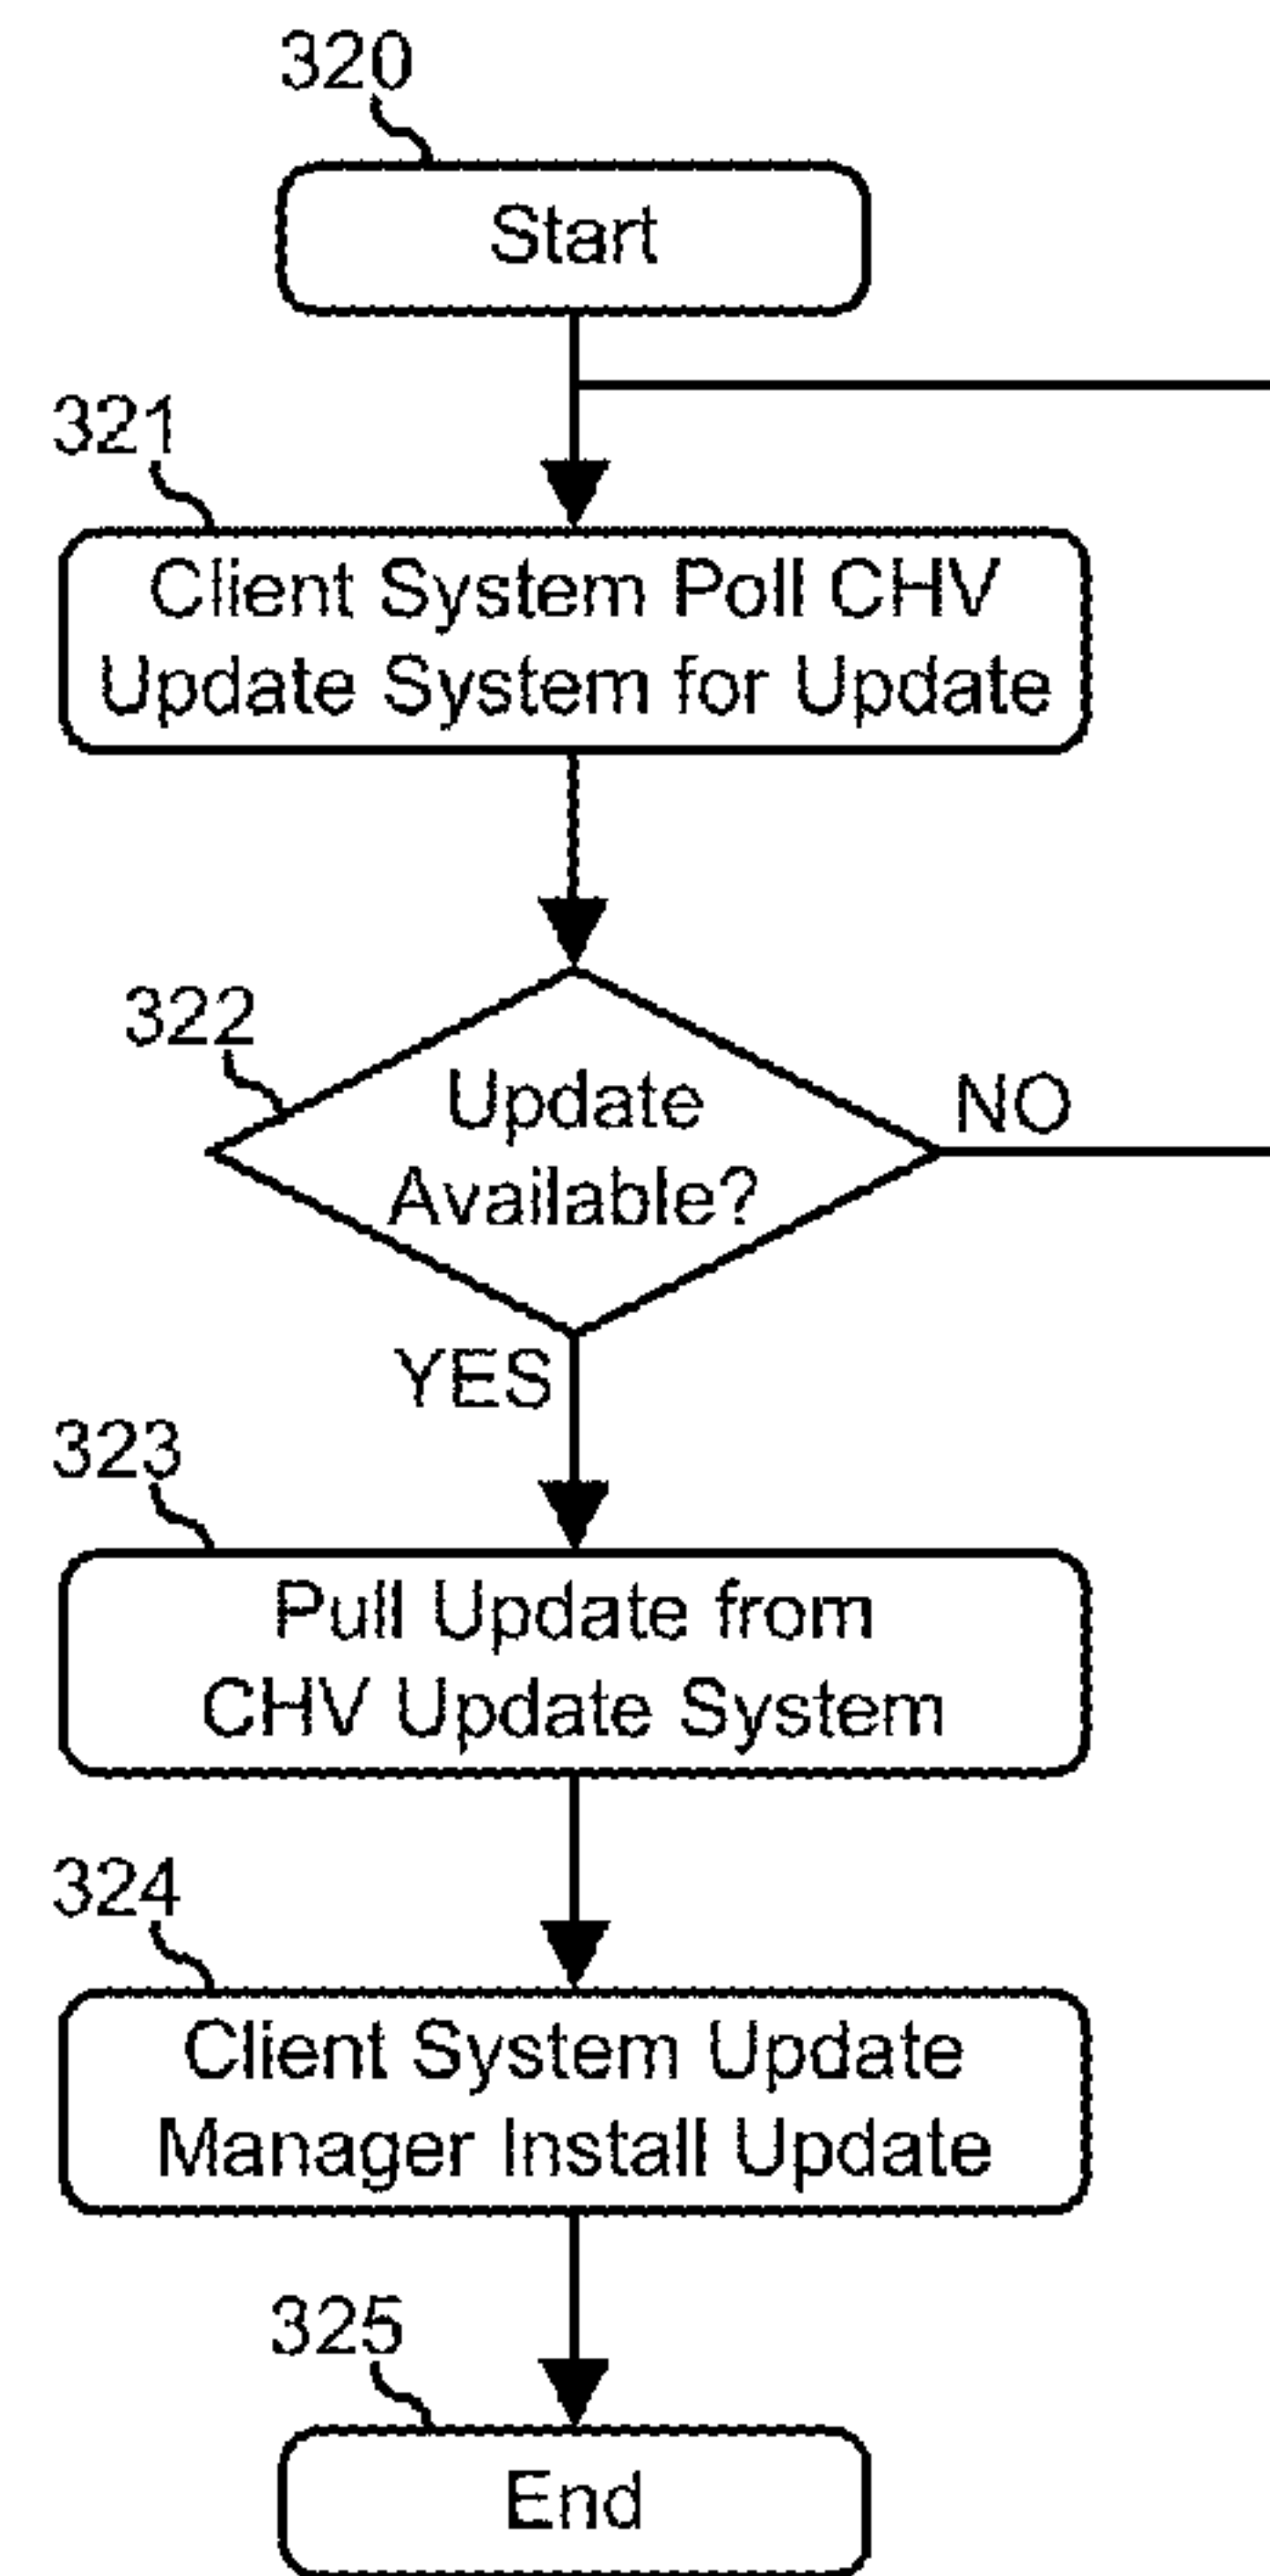 320
Start
321
Client System Poll CHV
Update System for Update
322
Update
Available?
NO
YES
323
Pull Update from
CHV Update System
324
Client System Update
Manager Install Update
325
End